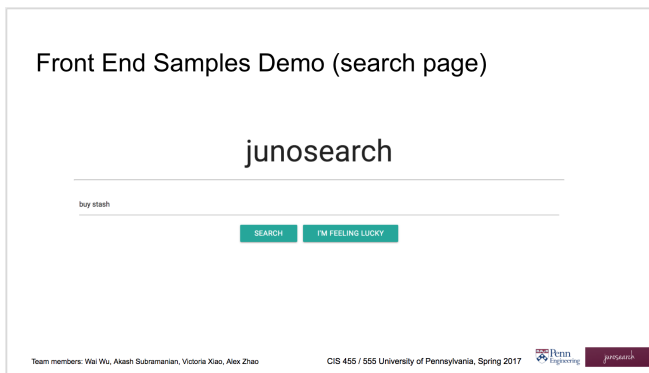 Front End Samples Demo (search page)
junosearch
buy stash
SEARCH
I'M FEELING LUCKY
Team members: Wai Wu, Akash Subramanian, Victoria Xiao, Alex Zhao
CIS 455 / 555 University of Pennsylvania, Spring 2017
Penn
Engineering
junosearch